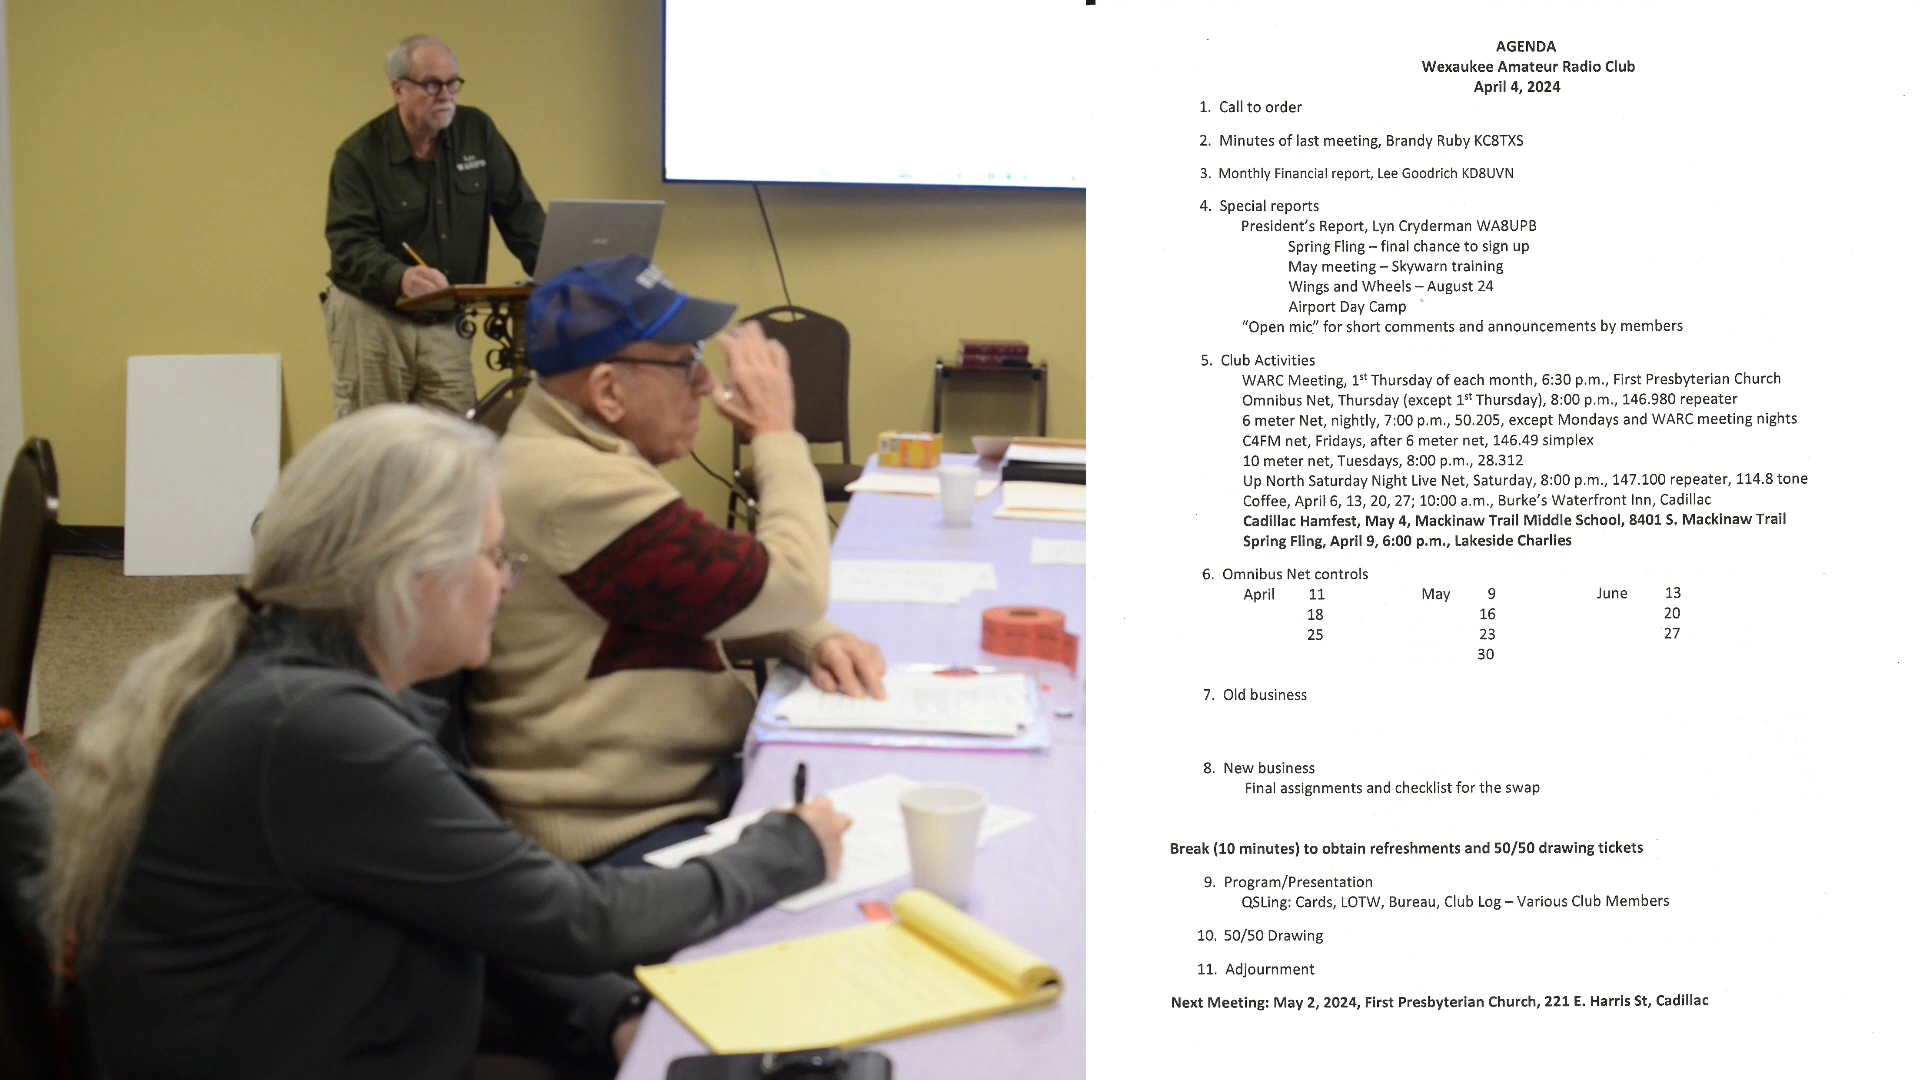 acer
AGENDA
Wexaukee Amateur Radio Club
April 4, 2024
1. Call to order
2. Minutes of last meeting, Brandy Ruby KC8TXS
3. Monthly Financial report, Lee Goodrich KD8UVN
4. Special reports
President's Report, Lyn Cryderman WA8UPB
Spring Fling – final chance to sign up
May meeting – Skywarn training
Wings and Wheels – August 24
Airport Day Camp
“Open mic” for short comments and announcements by members
5. Club Activities
WARC Meeting, 1st Thursday of each month, 6:30 p.m., First Presbyterian Church
Omnibus Net, Thursday (except 1st Thursday), 8:00 p.m., 146.980 repeater
6 meter Net, nightly, 7:00 p.m., 50.205, except Mondays and WARC meeting nights
C4FM net, Fridays, after 6 meter net, 146.49 simplex
10 meter net, Tuesdays, 8:00 p.m., 28.312
Up North Saturday Night Live Net, Saturday, 8:00 p.m., 147.100 repeater, 114.8 tone
Coffee, April 6, 13, 20, 27; 10:00 a.m., Burke's Waterfront Inn, Cadillac
Cadillac Hamfest, May 4, Mackinaw Trail Middle School, 8401 S. Mackinaw Trail
Spring Fling, April 9, 6:00 p.m., Lakeside Charlies
6. Omnibus Net controls
April 11 May 9 June 13
18 16 20
25 23 27
30
7. Old business
8. New business
Final assignments and checklist for the swap
Break (10 minutes) to obtain refreshments and 50/50 drawing tickets
9. Program/Presentation
QSLing: Cards, LOTW, Bureau, Club Log – Various Club Members
10. 50/50 Drawing
11. Adjournment
Next Meeting: May 2, 2024, First Presbyterian Church, 221 E. Harris St, Cadillac